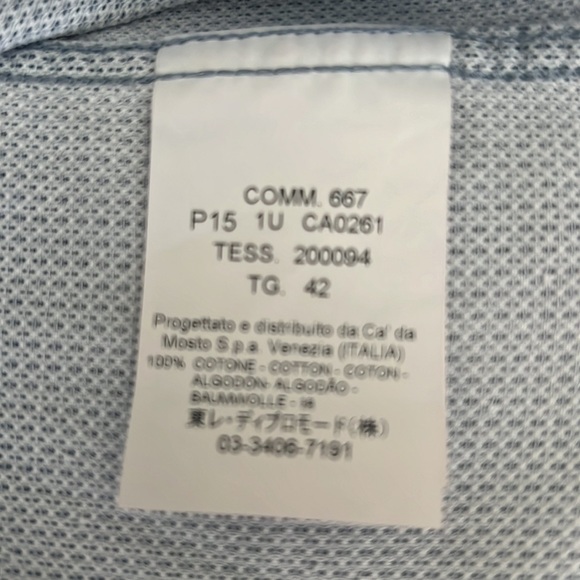 COMM. 667
P15 1U CA0261
TESS. 200094
TG. 42
Progettato e distribuito da Ca' da
Mosto S.p.a. Venezia (ITALIA)
100% COTONE - COTTON - COTON -
ALGODON- ALGODÃO -
BAUMWOLLE -
東レ・ディプロモード(株)
03-3406-7191